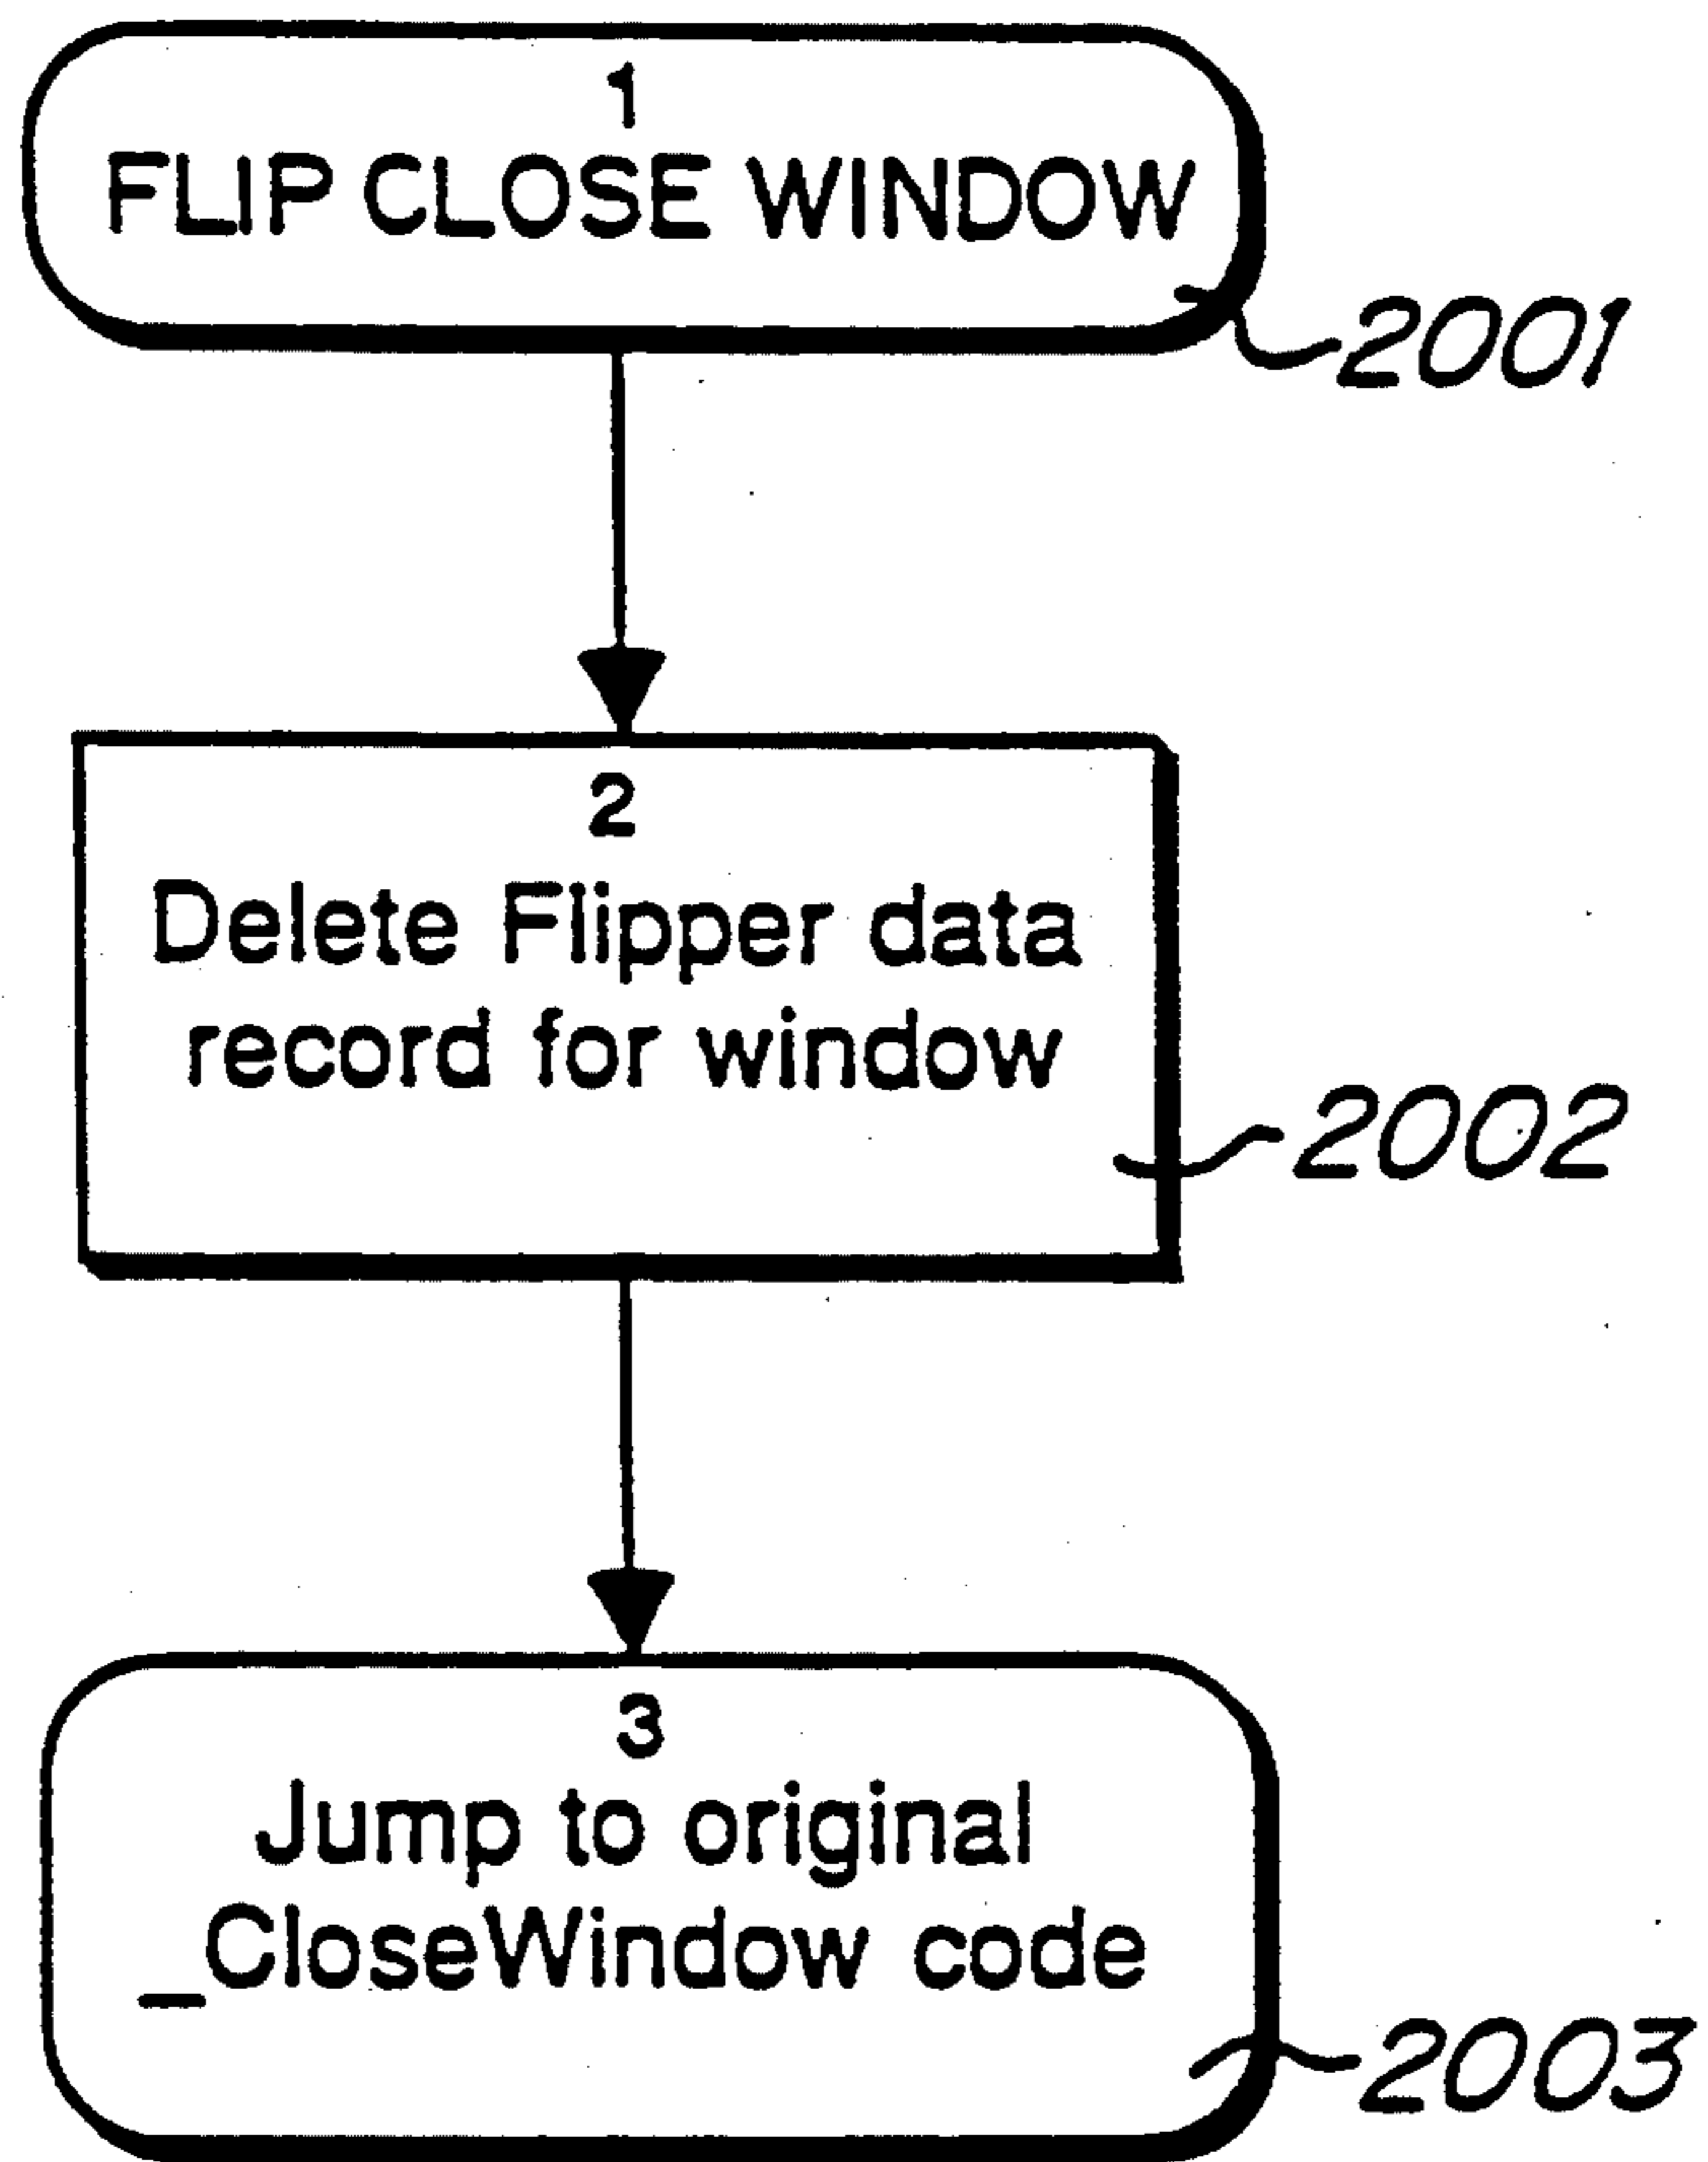 1
FLIP CLOSE WINDOW
2001
2
Delete Flipper data
record for window
2002
3
Jump to original
_CloseWindow code
2003